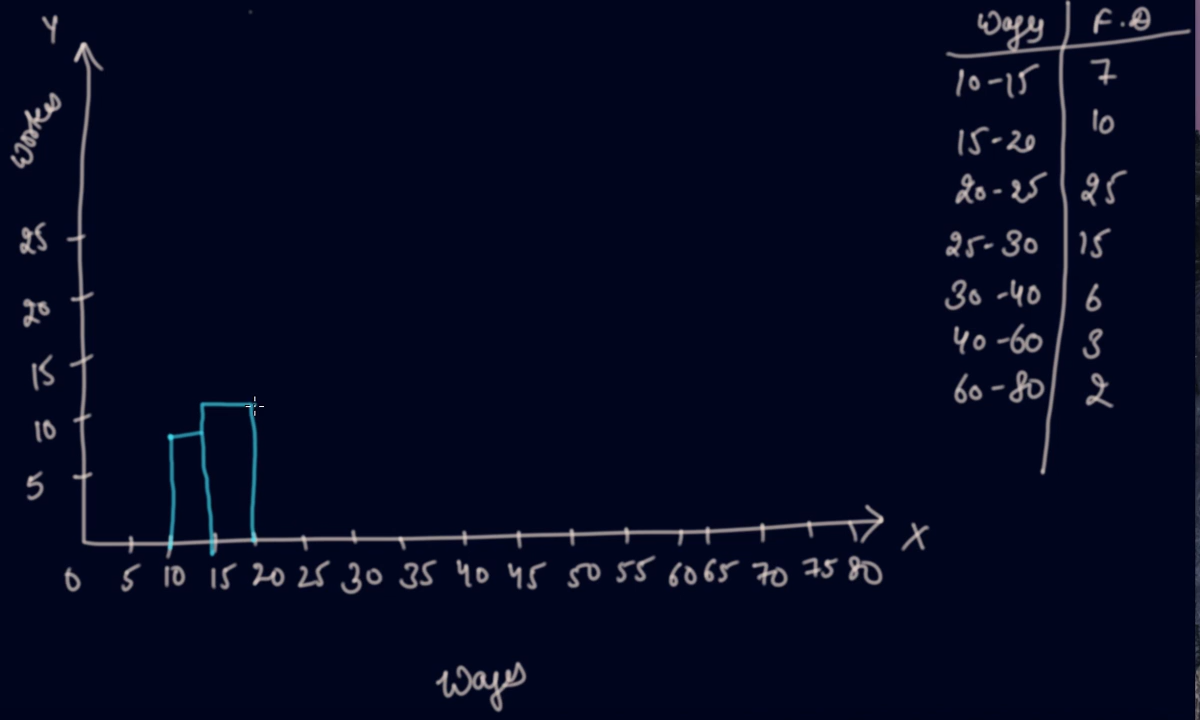 Y
Workes
25
20
15
10
5
0 5 10 15 20 25 30 35 40 45 50 55 60 65 70 75 80
X
Wages
Wages F.D
10-15 7
15-20 10
20-25 25
25-30 15
30-40 6
40-60 3
60-80 2